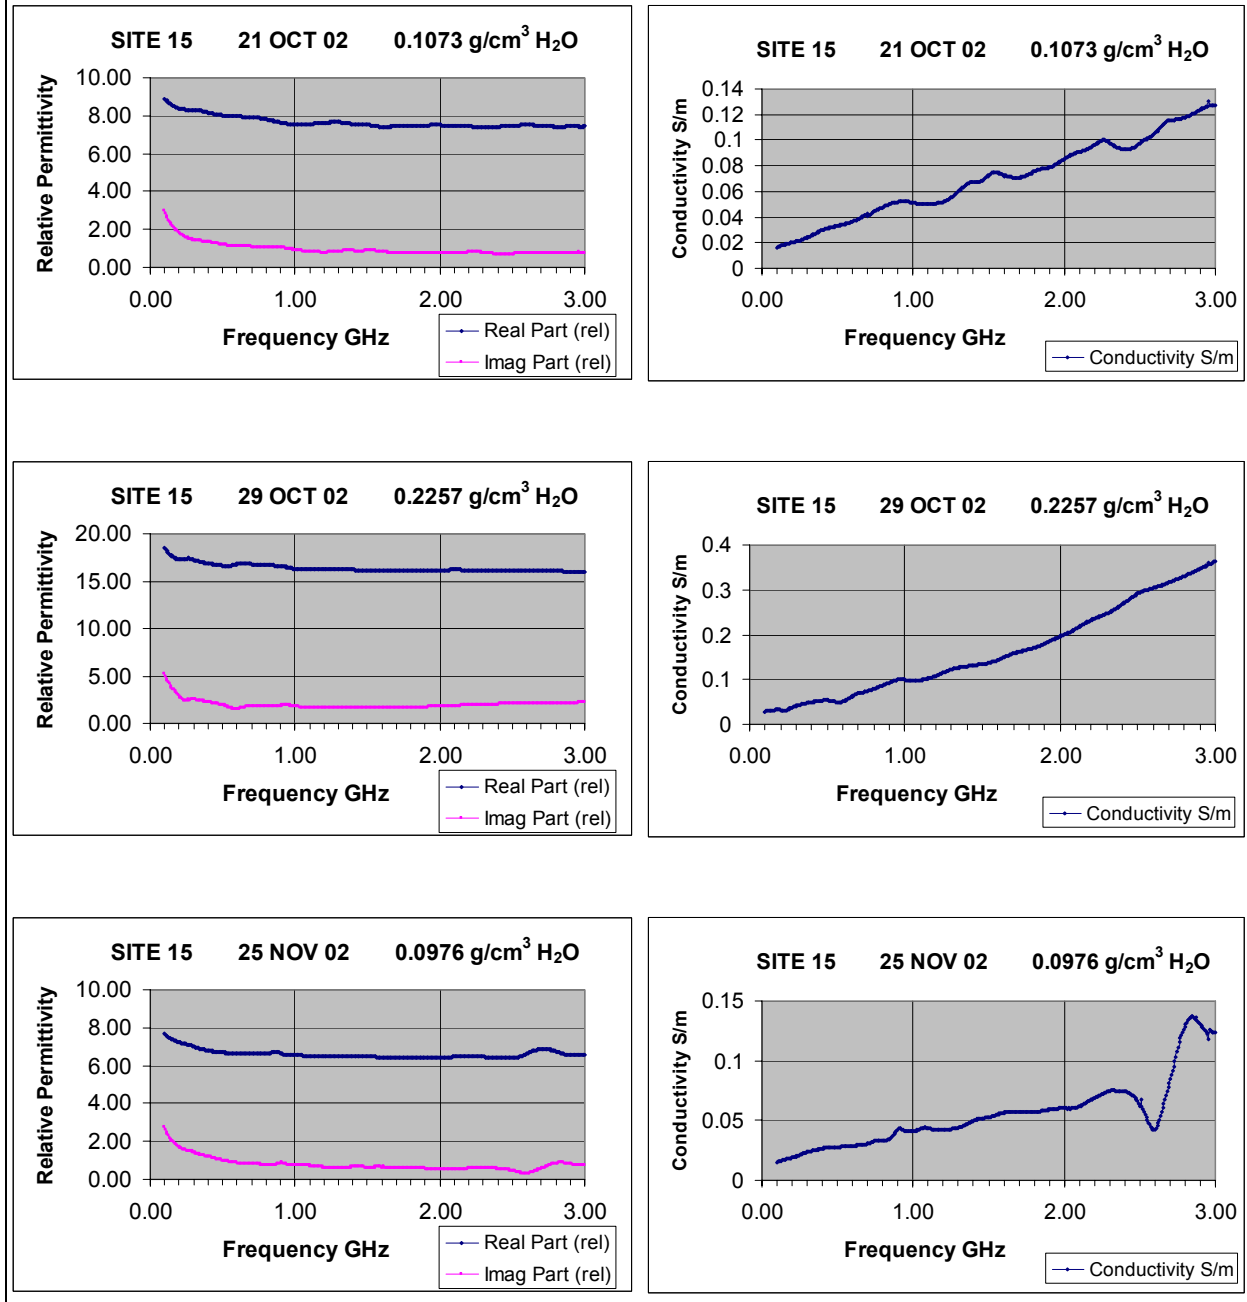 SITE 15 21 OCT 02 0.1073 g/cm³ H₂O
Relative Permittivity
10.00
8.00
6.00
4.00
2.00
0.00
0.00 1.00 2.00 3.00
Frequency GHz
Real Part (rel)
Imag Part (rel)
SITE 15 21 OCT 02 0.1073 g/cm³ H₂O
Conductivity S/m
0.14
0.12
0.1
0.08
0.06
0.04
0.02
0
0.00 1.00 2.00 3.00
Frequency GHz
Conductivity S/m
SITE 15 29 OCT 02 0.2257 g/cm³ H₂O
Relative Permittivity
20.00
15.00
10.00
5.00
0.00
0.00 1.00 2.00 3.00
Frequency GHz
Real Part (rel)
Imag Part (rel)
SITE 15 29 OCT 02 0.2257 g/cm³ H₂O
Conductivity S/m
0.4
0.3
0.2
0.1
0
0.00 1.00 2.00 3.00
Frequency GHz
Conductivity S/m
SITE 15 25 NOV 02 0.0976 g/cm³ H₂O
Relative Permittivity
10.00
8.00
6.00
4.00
2.00
0.00
0.00 1.00 2.00 3.00
Frequency GHz
Real Part (rel)
Imag Part (rel)
SITE 15 25 NOV 02 0.0976 g/cm³ H₂O
Conductivity S/m
0.15
0.1
0.05
0
0.00 1.00 2.00 3.00
Frequency GHz
Conductivity S/m